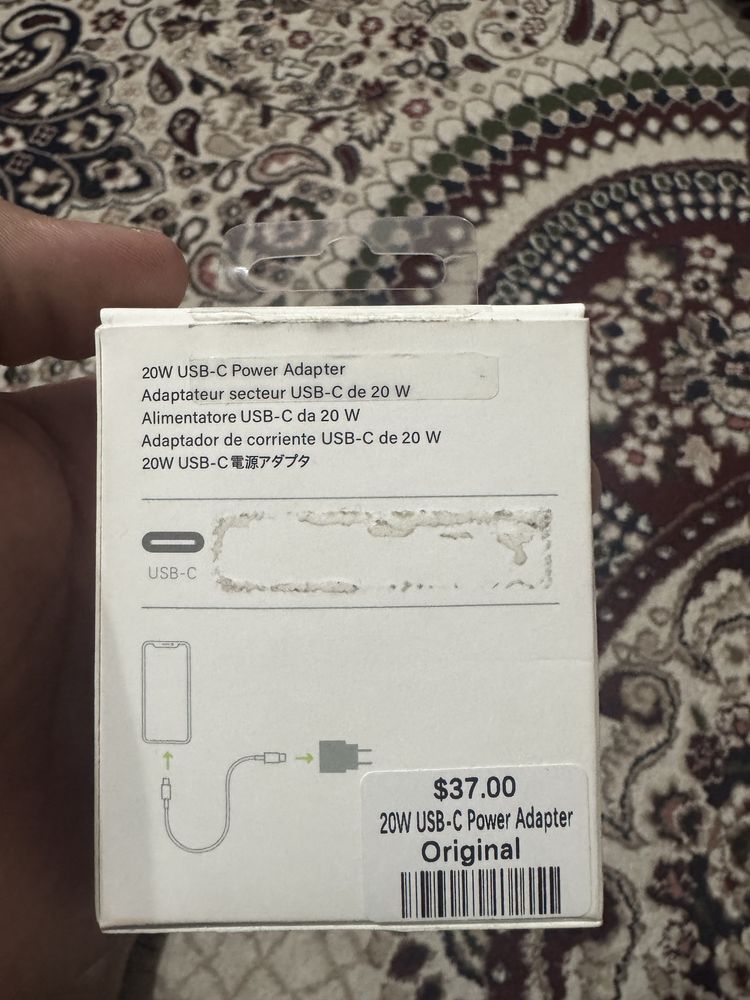 20W USB-C Power Adapter
Adaptateur secteur USB-C de 20 W
Alimentatore USB-C da 20 W
Adaptador de corriente USB-C de 20 W
20W USB-C電源アダプタ
USB-C
$37.00
20W USB-C Power Adapter
Original